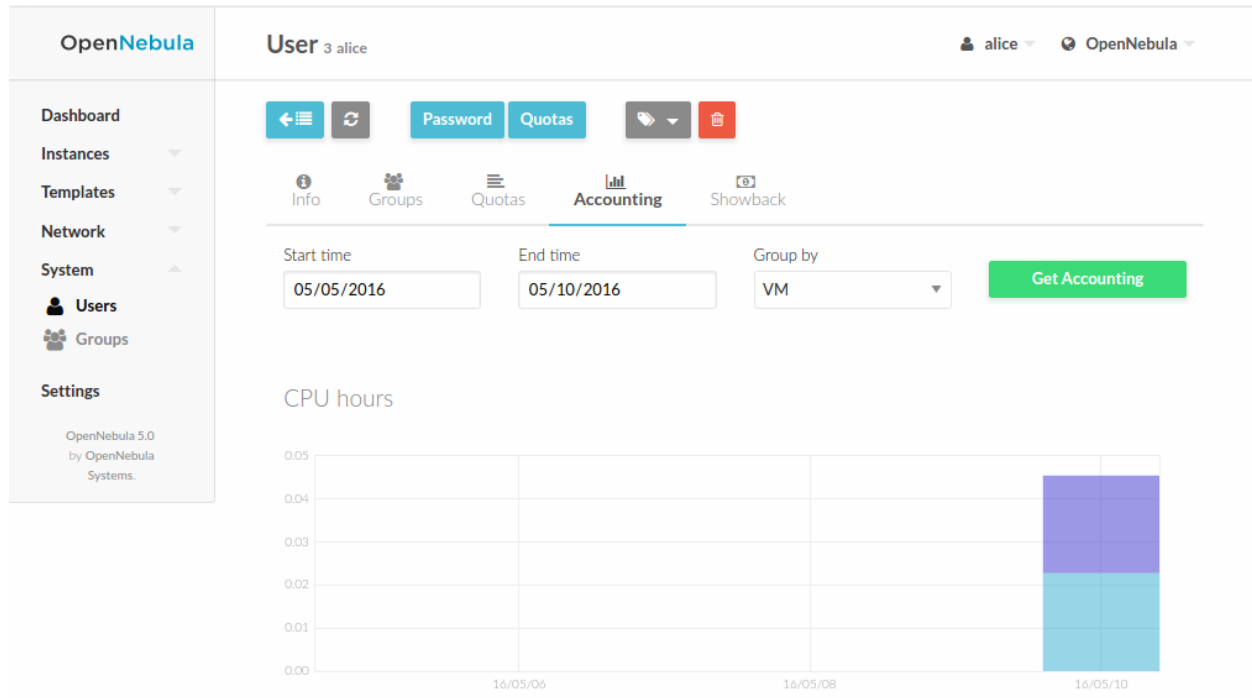 OpenNebula
User 3 alice
alice
OpenNebula
Dashboard
Instances
Templates
Network
System
Users
Groups
Settings
OpenNebula 5.0
by OpenNebula
Systems.
Password
Quotas
Info
Groups
Quotas
Accounting
Showback
Start time
End time
Group by
05/05/2016
05/10/2016
VM
Get Accounting
CPU hours
0.05
0.04
0.03
0.02
0.01
0.00
16/05/06
16/05/08
16/05/10